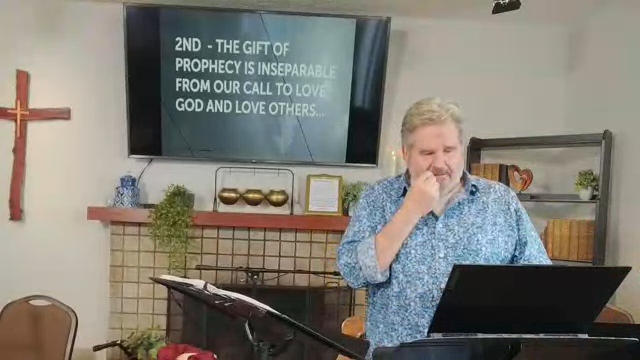 2ND - THE GIFT OF
PROPHECY IS INSEPARABLE
FROM OUR CALL TO LOVE
GOD AND LOVE OTHERS...